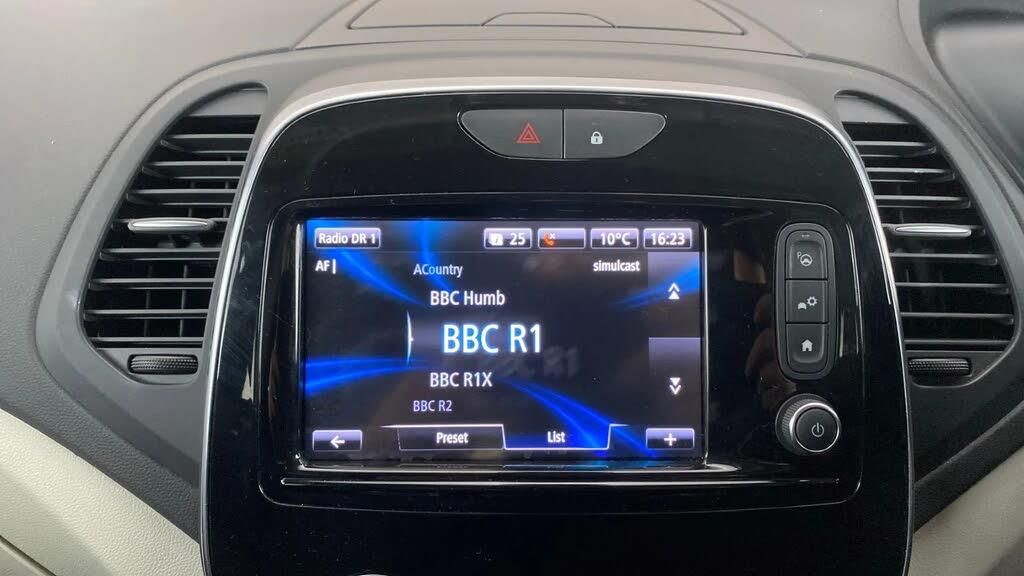 Radio DR 1 25 10°C 16:23
AF ACountry simulcast
BBC Humb
BBC R1
BBC R1X
BBC R2
Preset List